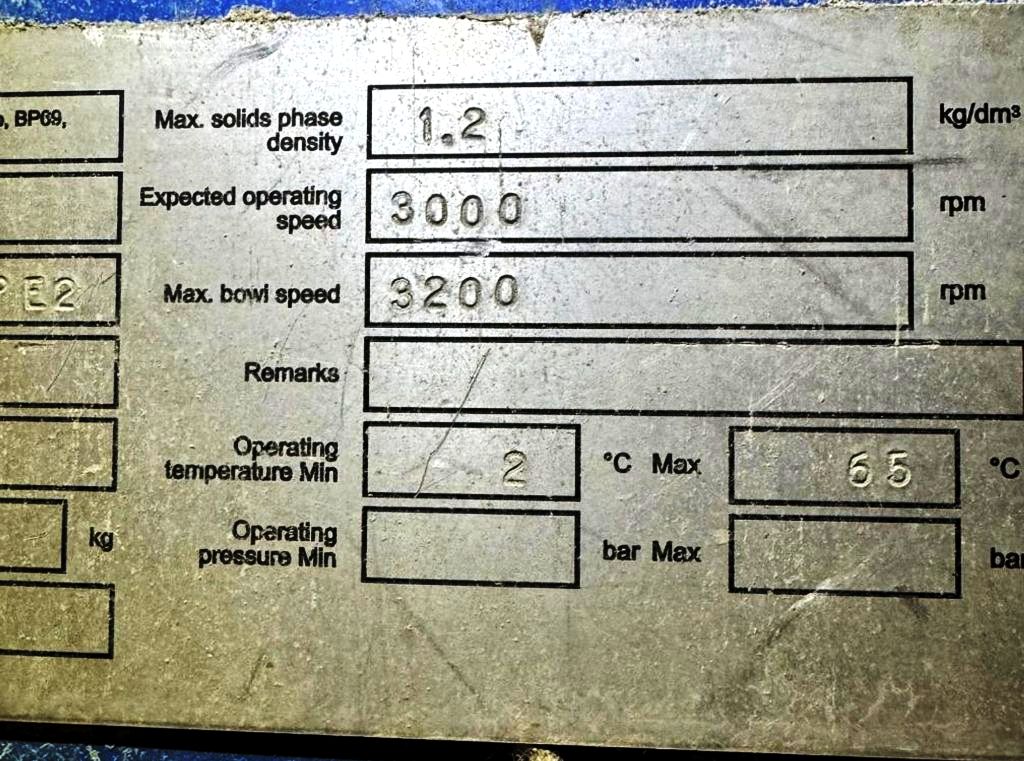 BP69,
Max. solids phase density 1.2 kg/dm³
Expected operating speed 3000 rpm
Max. bowl speed 3200 rpm
E2
Remarks
Operating temperature Min 2 °C Max 65 °C
Operating pressure Min bar Max bar
kg